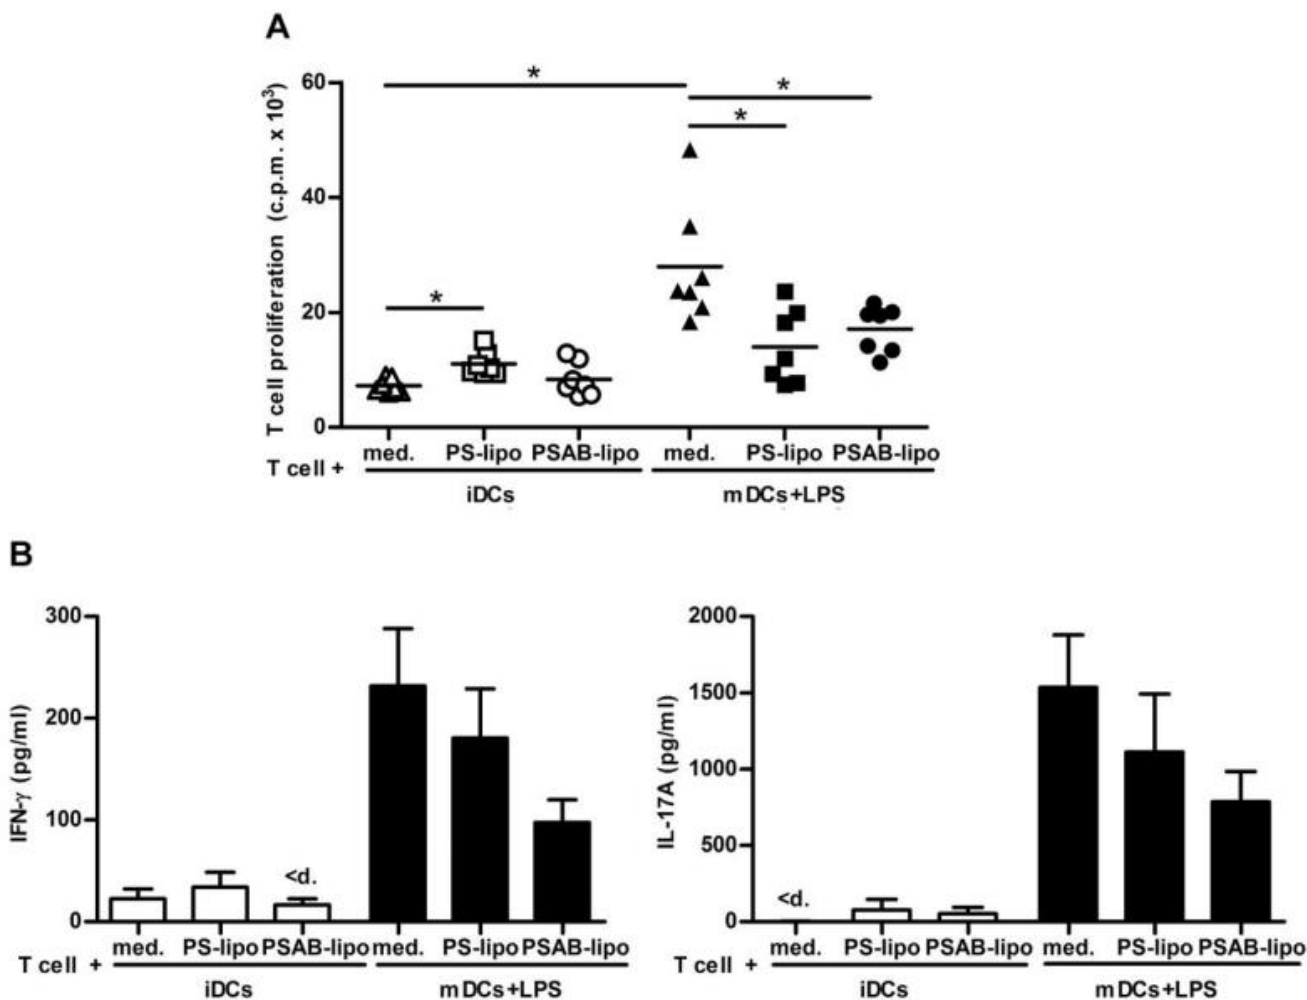 A
T cell proliferation (c.p.m. x 10³)
60
40
20
0
*
*
*
*
med. PS-lipo PSAB-lipo med. PS-lipo PSAB-lipo
T cell +
iDCs mDCs+LPS
B
IFN-γ (pg/ml)
300
200
100
0
<d.
med. PS-lipo PSAB-lipo med. PS-lipo PSAB-lipo
T cell +
iDCs mDCs+LPS
IL-17A (pg/ml)
2000
1500
1000
500
0
<d.
med. PS-lipo PSAB-lipo med. PS-lipo PSAB-lipo
T cell +
iDCs mDCs+LPS